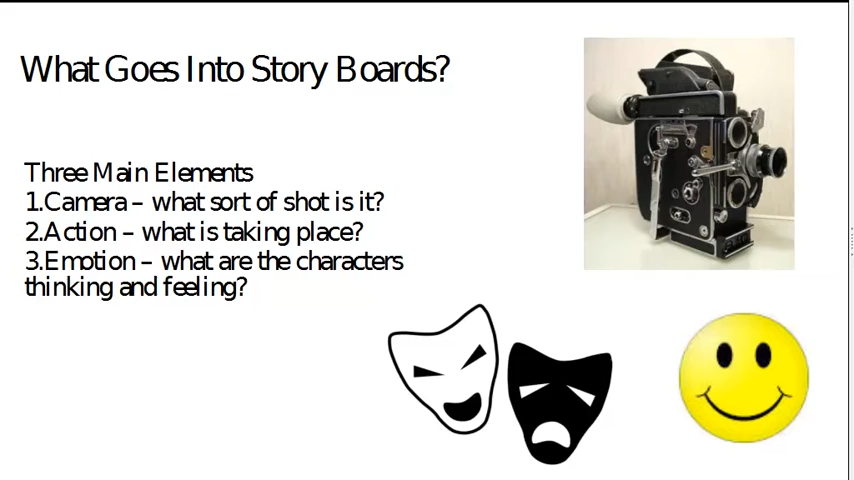 What Goes Into Story Boards?
Three Main Elements
1.Camera – what sort of shot is it?
2.Action – what is taking place?
3.Emotion – what are the characters
thinking and feeling?